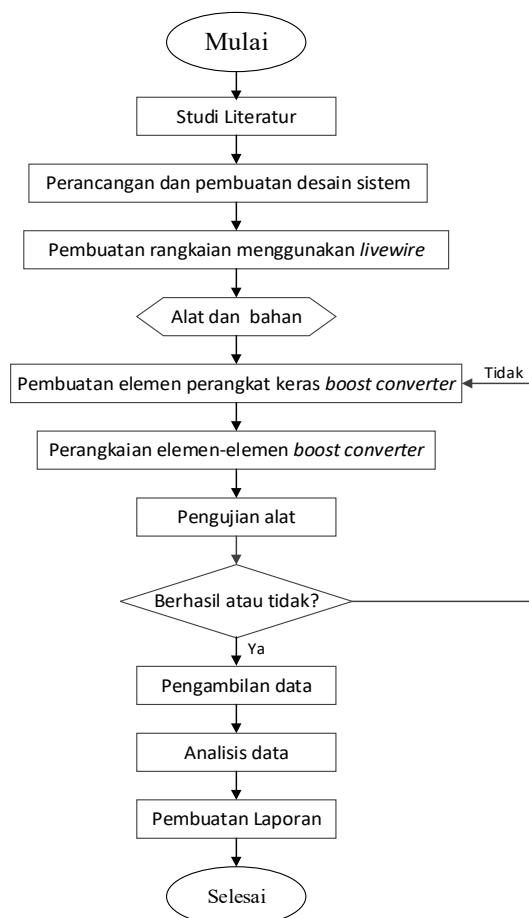 Mulai
Studi Literatur
Perancangan dan pembuatan desain sistem
Pembuatan rangkaian menggunakan livewire
Alat dan  bahan
Tidak
Pembuatan elemen perangkat keras boost converter
Perangkaian elemen-elemen boost converter
Pengujian alat
Berhasil atau tidak?
Ya
Pengambilan data
Analisis data
Pembuatan Laporan
Selesai